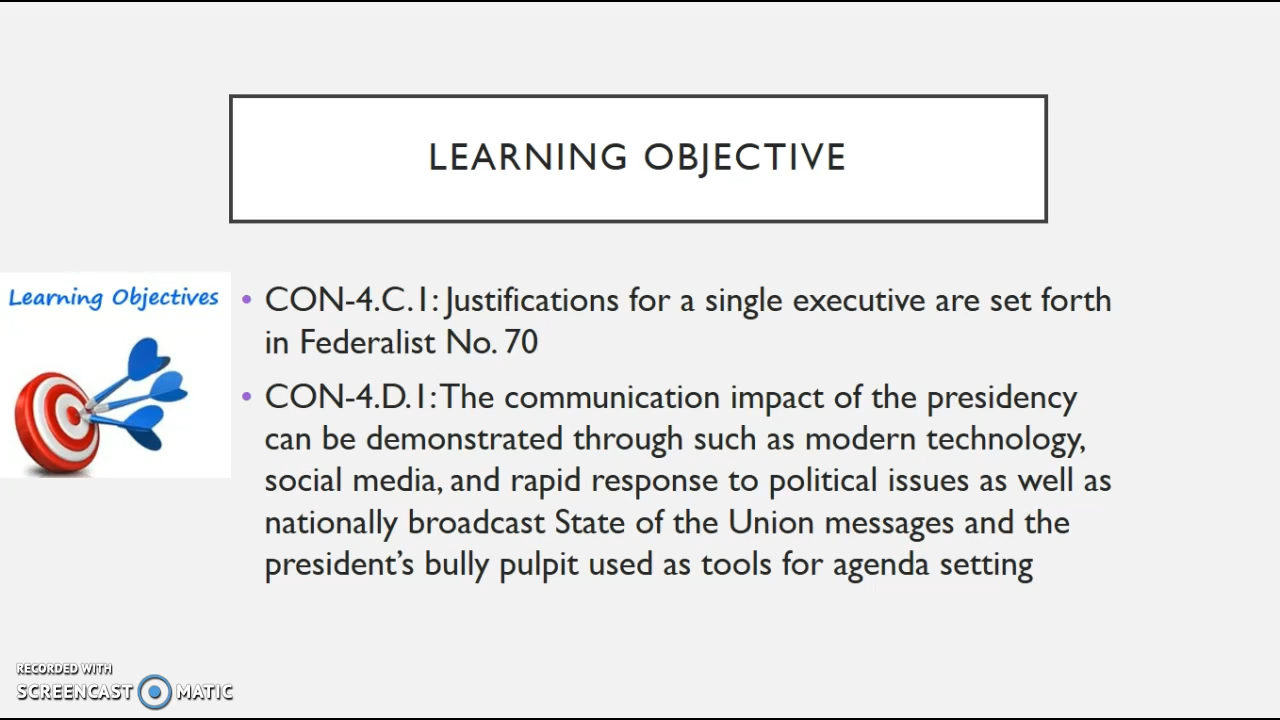 LEARNING OBJECTIVE
Learning Objectives
• CON-4.C.1: Justifications for a single executive are set forth
in Federalist No. 70
• CON-4.D.1: The communication impact of the presidency
can be demonstrated through such as modern technology,
social media, and rapid response to political issues as well as
nationally broadcast State of the Union messages and the
president’s bully pulpit used as tools for agenda setting
RECORDED WITH
SCREENCAST MATIC